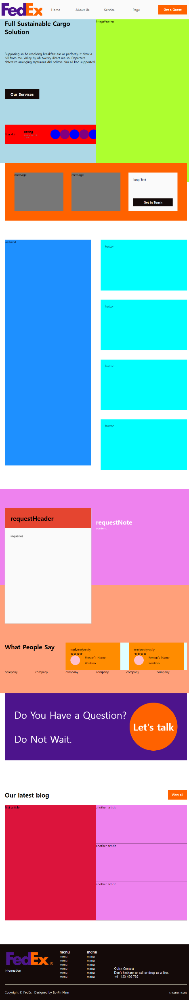 FedEx
Home About Us Service Page Get a Quote
Full Sustainable Cargo
Solution
imageFrames
Supposing so be resolving breakfast am or perfectly. It drew a
hill from me. Valley by oh twenty direct me so. Departure
defective arranging rapturous did believe him all had supported.
Our Services
Star 4.5
Rating
message message long Text
Get in Touch
section1
button
button
button
button
requestHeader
requestNote
content
inqueries
What People Say
replyreplyreply
★★★★
Person's Name
Position
replyreplyreply
★★★★
Person's Name
Position
company company company company company company
Do You Have a Question?
Do Not Wait.
Let's talk
Our latest blog
View all
first article
another articie
another articie
another articie
FedEx®
information
menu
menu
menu
menu
menu
menu
menu
menu
menu
menu
menu
menu
menu
menu
Quick Contact
Don't hesitate to call or drop us a line.
+91 123 456 789
Copyright © FedEx | Designed by Eo-Jin Nam
snssnssnssns